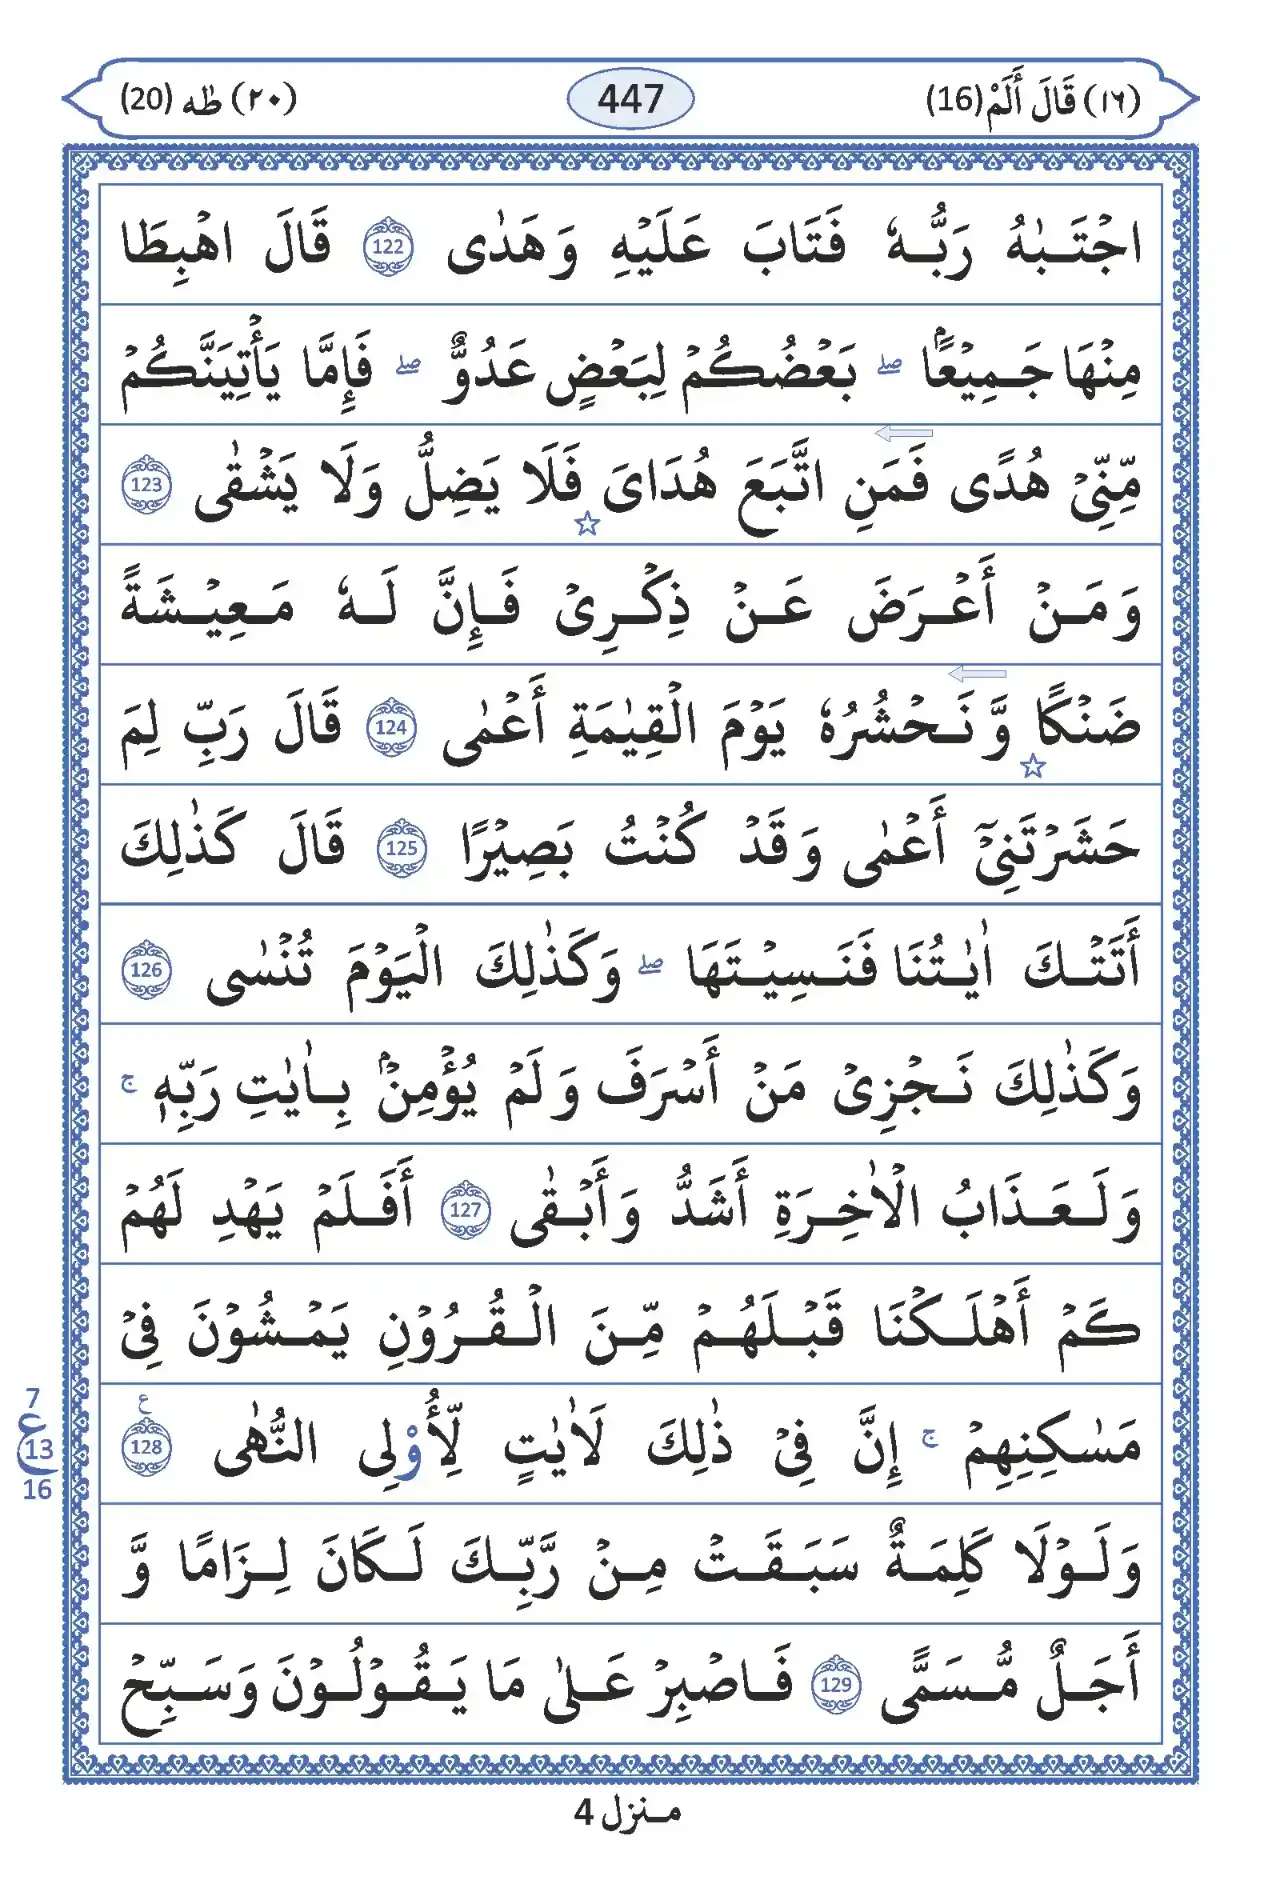 (١٦) قَالَ أَلَمْ (16) 447 (٢٠) طٰه (20)
اجْتَبٰىهُ رَبُّهٗ فَتَابَ عَلَيْهِ وَهَدٰى 122 قَالَ اهْبِطَا
مِنْهَا جَمِيْعًاۢ ۖ بَعْضُكُمْ لِبَعْضٍ عَدُوٌّ ۖ فَإِمَّا يَأْتِيَنَّكُمْ
مِّنِّيْ هُدًى فَمَنِ اتَّبَعَ هُدَايَ فَلَا يَضِلُّ وَلَا يَشْقٰى 123
وَمَنْ أَعْرَضَ عَنْ ذِكْرِيْ فَإِنَّ لَهٗ مَعِيْشَةً
ضَنْكًا وَّنَحْشُرُهٗ يَوْمَ الْقِيٰمَةِ أَعْمٰى 124 قَالَ رَبِّ لِمَ
حَشَرْتَنِيْٓ أَعْمٰى وَقَدْ كُنْتُ بَصِيْرًا 125 قَالَ كَذٰلِكَ
أَتَتْكَ اٰيٰتُنَا فَنَسِيْتَهَا ۖ وَكَذٰلِكَ الْيَوْمَ تُنْسٰى 126
وَكَذٰلِكَ نَجْزِيْ مَنْ أَسْرَفَ وَلَمْ يُؤْمِنْۢ بِاٰيٰتِ رَبِّهٖ ۚ
وَلَعَذَابُ الْاٰخِرَةِ أَشَدُّ وَأَبْقٰى 127 أَفَلَمْ يَهْدِ لَهُمْ
كَمْ أَهْلَكْنَا قَبْلَهُمْ مِّنَ الْقُرُوْنِ يَمْشُوْنَ فِيْ
مَسٰكِنِهِمْ ۚ إِنَّ فِيْ ذٰلِكَ لَاٰيٰتٍ لِّأُوْلِى النُّهٰى 128 ع
7
ع 13
16
وَلَوْلَا كَلِمَةٌ سَبَقَتْ مِنْ رَّبِّكَ لَكَانَ لِزَامًا وَّ
أَجَلٌ مُّسَمًّى 129 فَاصْبِرْ عَلٰى مَا يَقُوْلُوْنَ وَسَبِّحْ
منزل 4